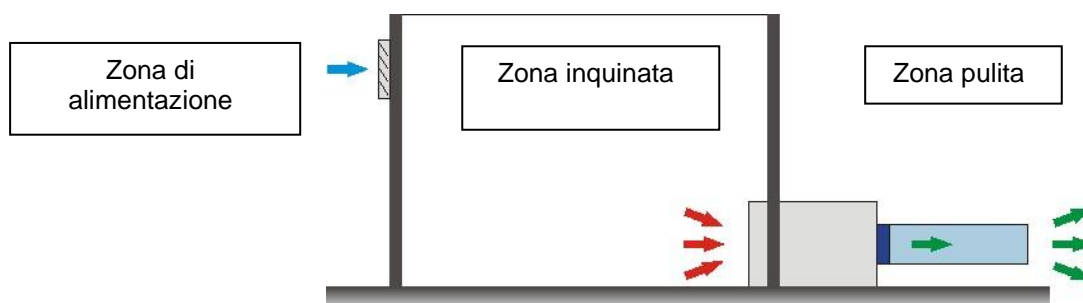 Zona di
alimentazione
Zona inquinata
Zona pulita